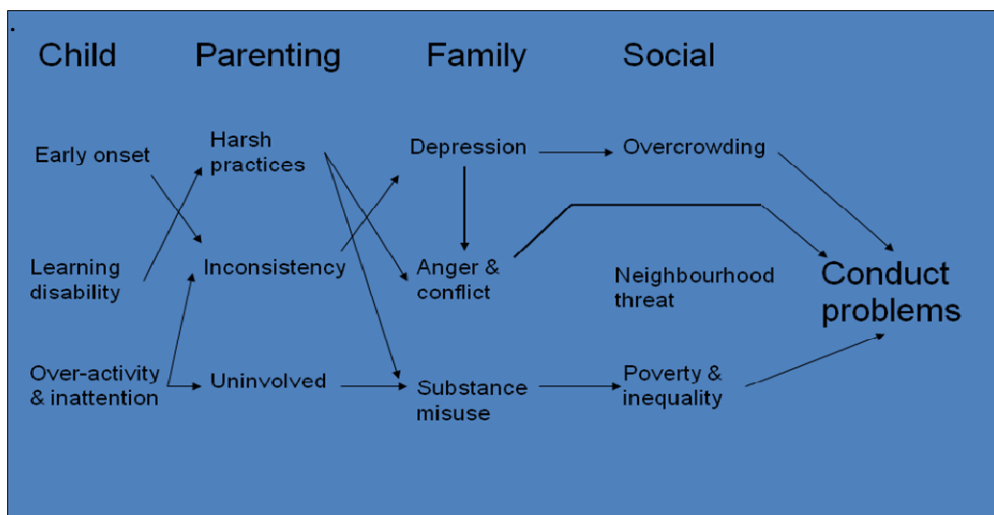 Child
Parenting
Family
Social
Early onset
Harsh
practices
Depression
Overcrowding
Learning
disability
Inconsistency
Anger &
conflict
Neighbourhood
threat
Conduct
problems
Over-activity
& inattention
Uninvolved
Substance
misuse
Poverty &
inequality